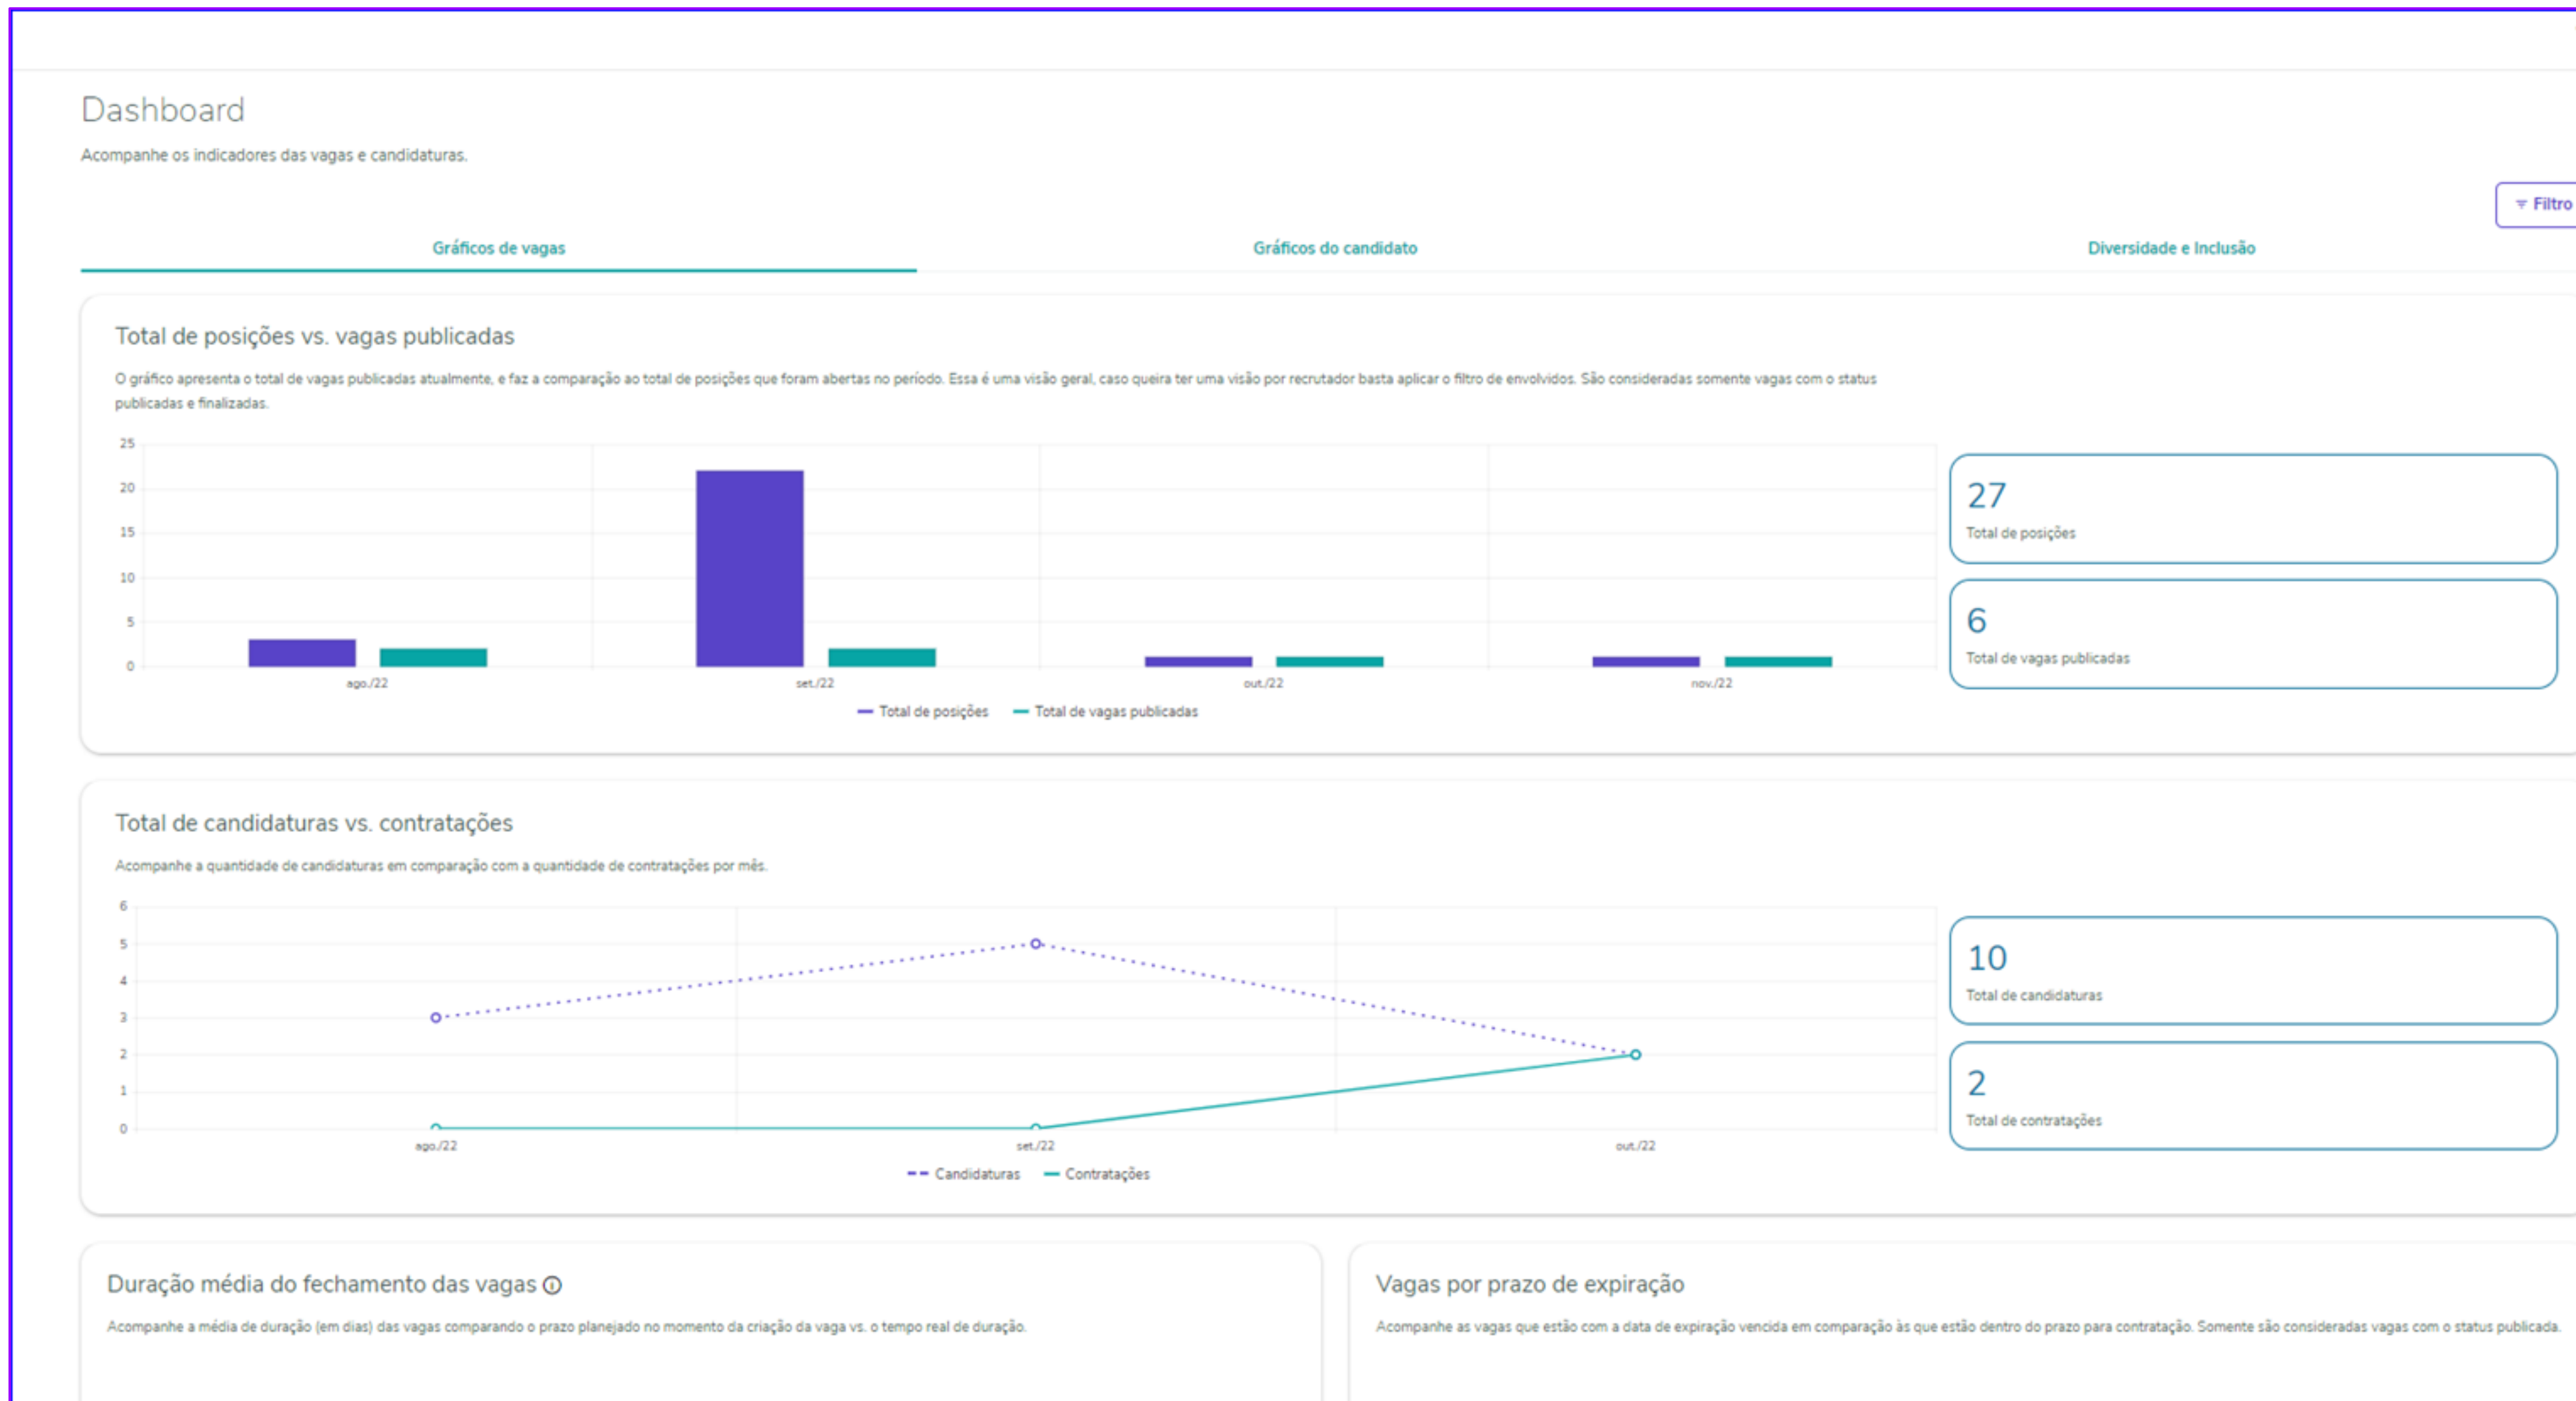 Dashboard
Acompanhe os indicadores das vagas e candidaturas.
Filtro
Gráficos de vagas
Gráficos do candidato
Diversidade e Inclusão
Total de posições vs. vagas publicadas
O gráfico apresenta o total de vagas publicadas atualmente, e faz a comparação ao total de posições que foram abertas no período. Essa é uma visão geral, caso queira ter uma visão por recrutador basta aplicar o filtro de envolvidos. São consideradas somente vagas com o status
publicadas e finalizadas.
25
20
15
10
5
0
ago./22
set./22
out./22
nov./22
Total de posições
Total de vagas publicadas
27
Total de posições
6
Total de vagas publicadas
Total de candidaturas vs. contratações
Acompanhe a quantidade de candidaturas em comparação com a quantidade de contratações por mês.
6
5
4
3
2
1
0
ago./22
set./22
out./22
Candidaturas
Contratações
10
Total de candidaturas
2
Total de contratações
Duração média do fechamento das vagas
Acompanhe a média de duração (em dias) das vagas comparando o prazo planejado no momento da criação da vaga vs. o tempo real de duração.
Vagas por prazo de expiração
Acompanhe as vagas que estão com a data de expiração vencida em comparação às que estão dentro do prazo para contratação. Somente são consideradas vagas com o status publicada.